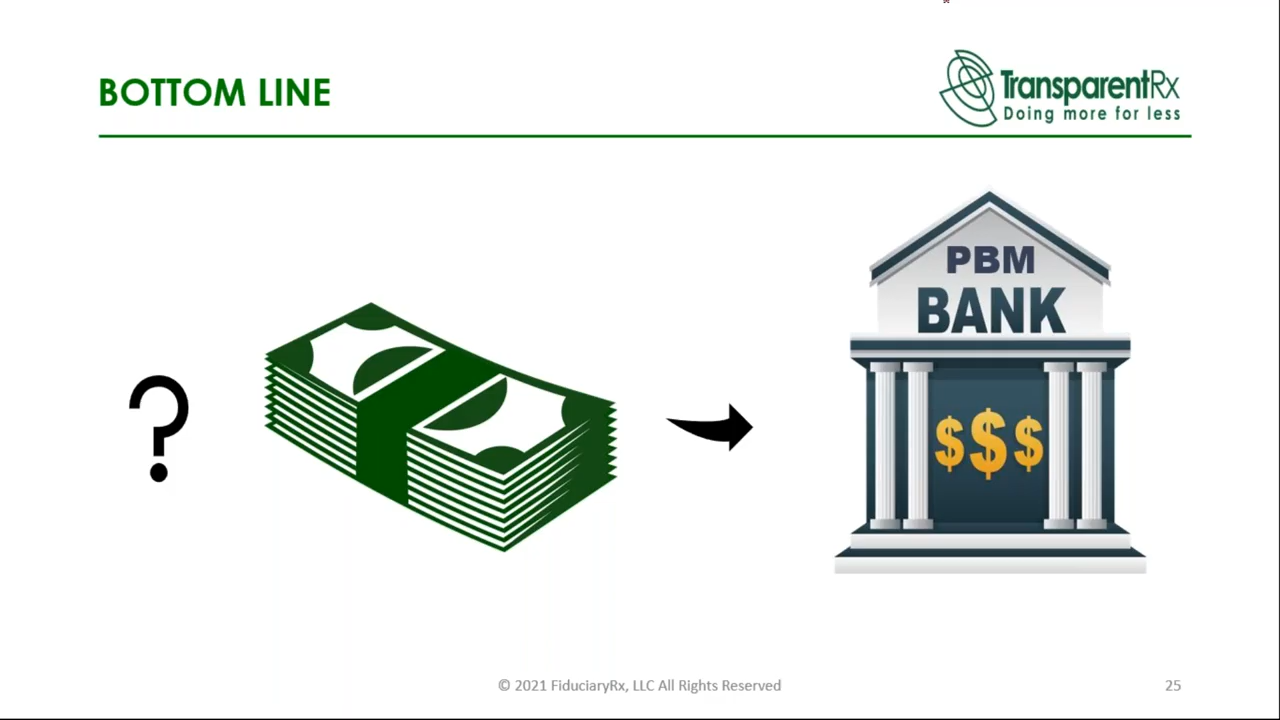 BOTTOM LINE
TransparentRx
Doing more for less
PBM
BANK
?
$$$
© 2021 FiduciaryRx, LLC All Rights Reserved
25